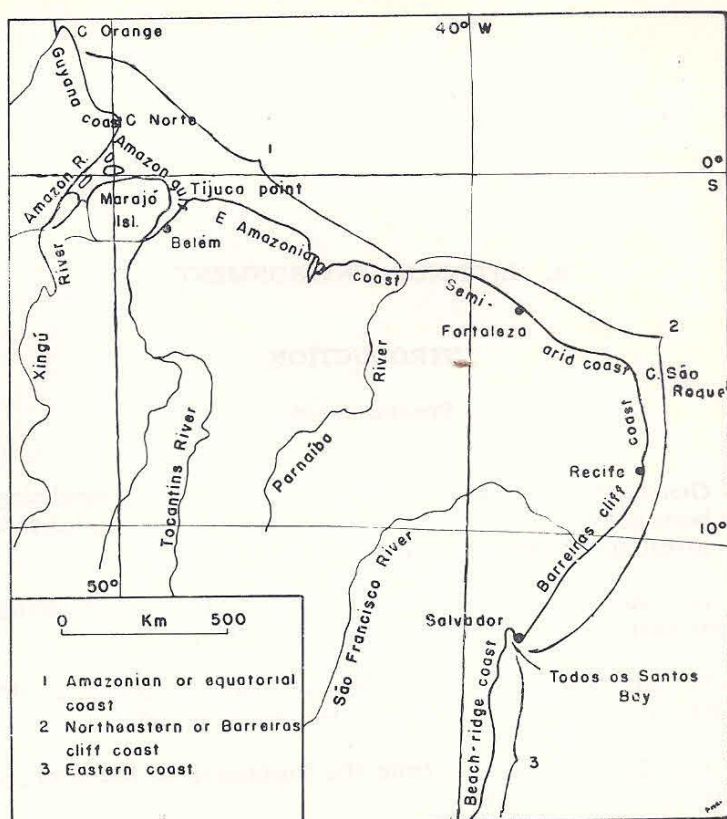 C Orange
40° W
Guyana
coast
C Norte
1
0°
S
Amazon gulf
Amazon R.
Tijuca point
Marajó
Isl.
Belém
E Amazonian
coast
River
Xingú
Semi-
arid coast
Fortaleza
2
C. São
Roque
coast
River
Parnaíba
Tocantins River
Recife
Barreiras cliff
10°
São Francisco River
50°
0 Km 500
Salvador
Todos os Santos
Bay
Beach-ridge coast
3
1 Amazonian or equatorial
coast
2 Northeastern or Barreiras
cliff coast
3 Eastern coast